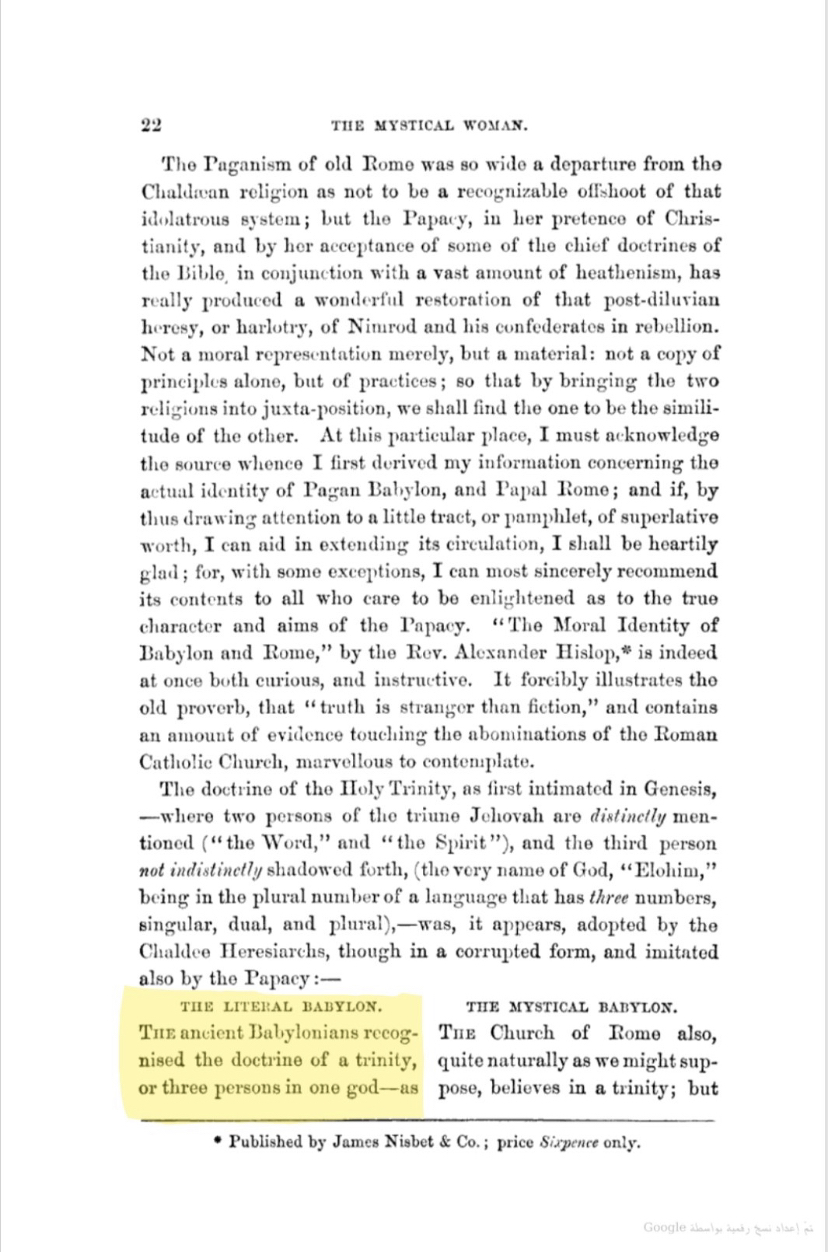 22 THE MYSTICAL WOMAN.
The Paganism of old Rome was so wide a departure from the
Chaldæan religion as not to be a recognizable offshoot of that
idolatrous system; but the Papacy, in her pretence of Chris-
tianity, and by her acceptance of some of the chief doctrines of
the Bible, in conjunction with a vast amount of heathenism, has
really produced a wonderful restoration of that post-diluvian
heresy, or harlotry, of Nimrod and his confederates in rebellion.
Not a moral representation merely, but a material: not a copy of
principles alone, but of practices; so that by bringing the two
religions into juxta-position, we shall find the one to be the simili-
tude of the other. At this particular place, I must acknowledge
the source whence I first derived my information concerning the
actual identity of Pagan Babylon, and Papal Rome; and if, by
thus drawing attention to a little tract, or pamphlet, of superlative
worth, I can aid in extending its circulation, I shall be heartily
glad; for, with some exceptions, I can most sincerely recommend
its contents to all who care to be enlightened as to the true
character and aims of the Papacy. “The Moral Identity of
Babylon and Rome,” by the Rev. Alexander Hislop,* is indeed
at once both curious, and instructive. It forcibly illustrates the
old proverb, that “truth is stranger than fiction,” and contains
an amount of evidence touching the abominations of the Roman
Catholic Church, marvellous to contemplate.
The doctrine of the Holy Trinity, as first intimated in Genesis,
—where two persons of the triune Jehovah are distinctly men-
tioned (“the Word,” and “the Spirit”), and the third person
not indistinctly shadowed forth, (the very name of God, “Elohim,”
being in the plural number of a language that has three numbers,
singular, dual, and plural),—was, it appears, adopted by the
Chaldee Heresiarchs, though in a corrupted form, and imitated
also by the Papacy:—
THE LITERAL BABYLON.
THE ancient Babylonians recog-
nised the doctrine of a trinity,
or three persons in one god—as
THE MYSTICAL BABYLON.
THE Church of Rome also,
quite naturally as we might sup-
pose, believes in a trinity; but
* Published by James Nisbet & Co.; price Sixpence only.
تم إعداد نسخ رقمية بواسطة Google